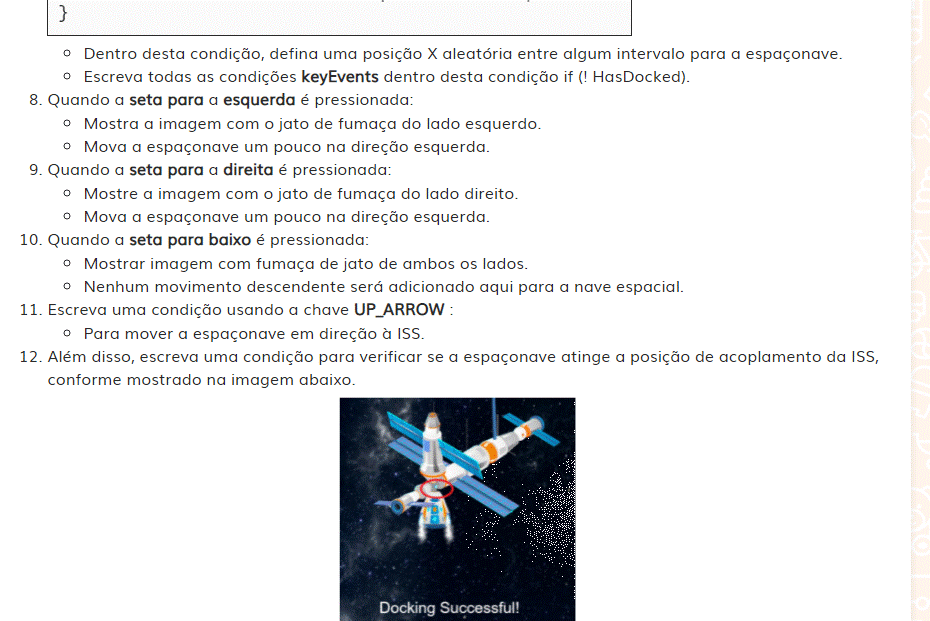 }
Dentro desta condição, defina uma posição X aleatória entre algum intervalo para a espaçonave.
Escreva todas as condições keyEvents dentro desta condição if (! HasDocked).
8. Quando a seta para a esquerda é pressionada:
Mostra a imagem com o jato de fumaça do lado esquerdo.
Mova a espaçonave um pouco na direção esquerda.
9. Quando a seta para a direita é pressionada:
Mostre a imagem com o jato de fumaça do lado direito.
Mova a espaçonave um pouco na direção esquerda.
10. Quando a seta para baixo é pressionada:
Mostrar imagem com fumaça de jato de ambos os lados.
Nenhum movimento descendente será adicionado aqui para a nave espacial.
11. Escreva uma condição usando a chave UP_ARROW :
Para mover a espaçonave em direção à ISS.
12. Além disso, escreva uma condição para verificar se a espaçonave atinge a posição de acoplamento da ISS,
conforme mostrado na imagem abaixo.
Docking Successful!